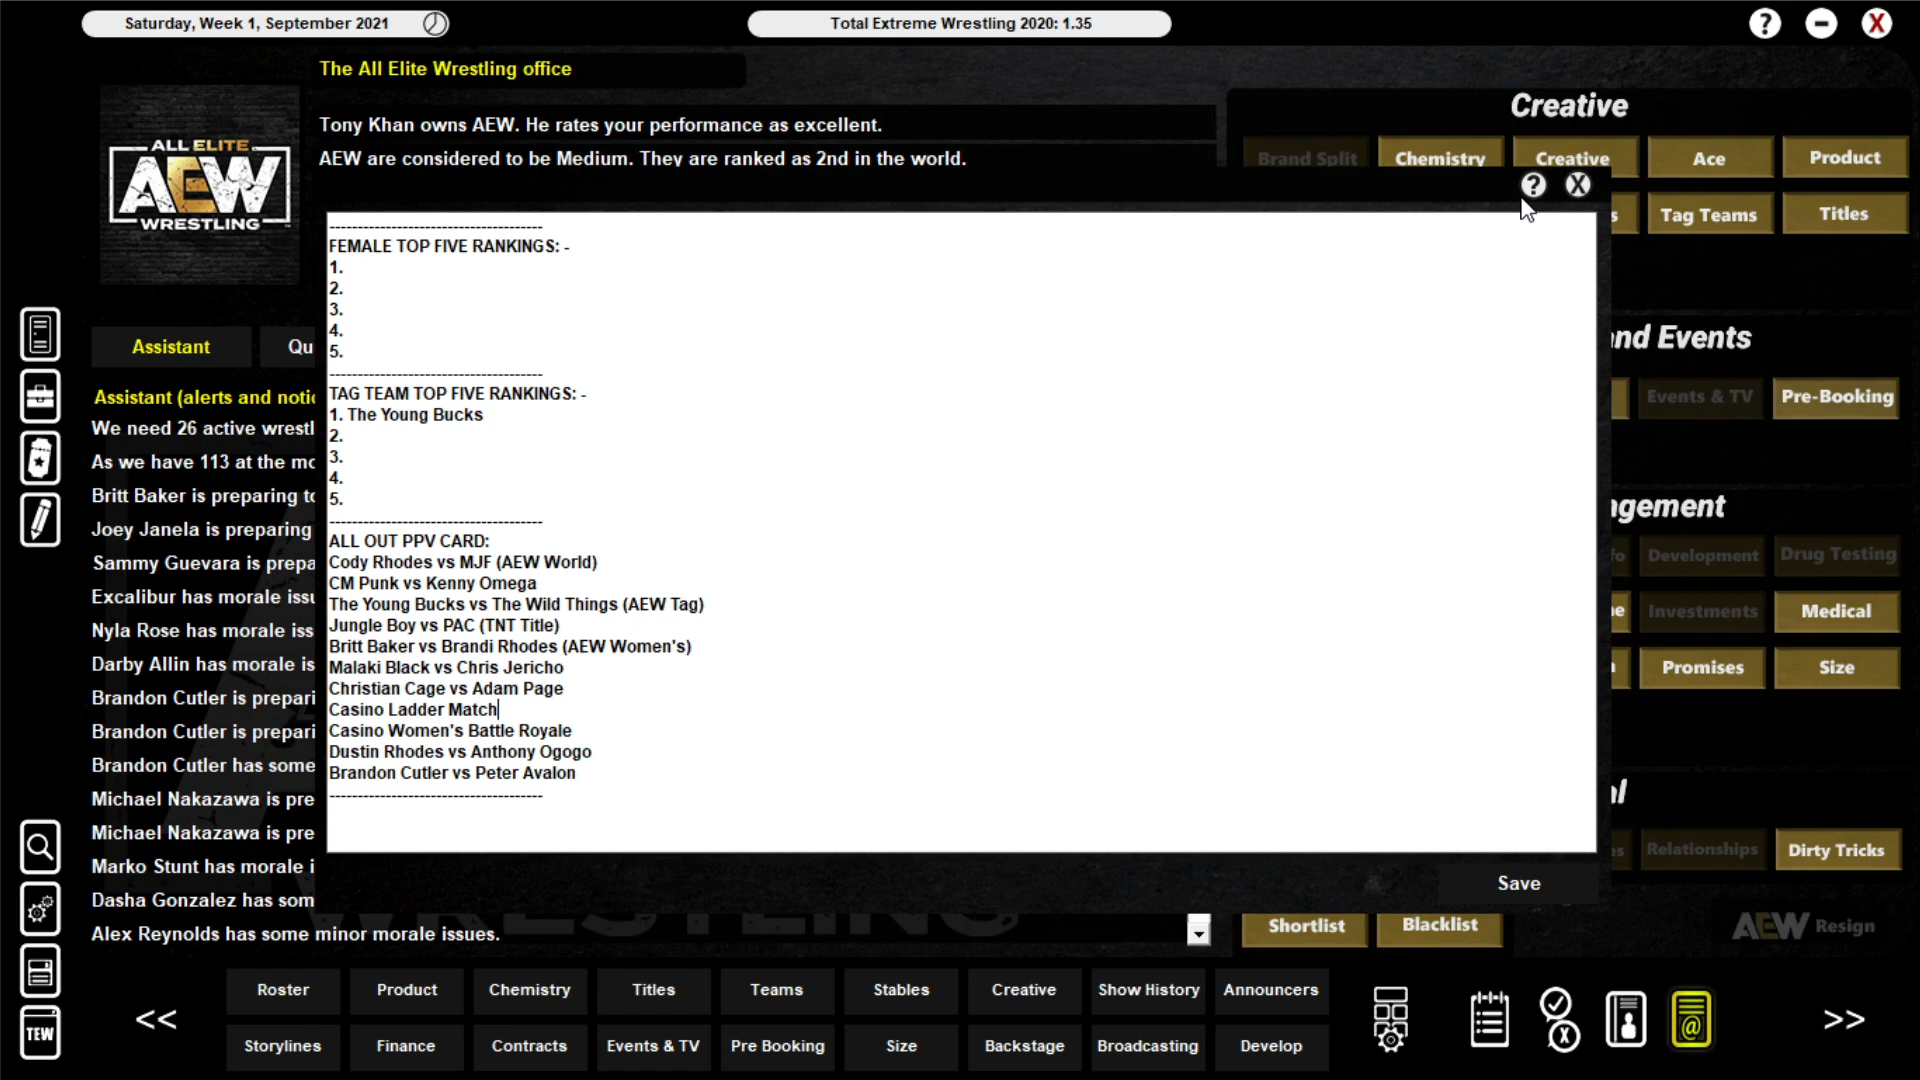 Saturday, Week 1, September 2021
Total Extreme Wrestling 2020: 1.35
?
X
The All Elite Wrestling office
Tony Khan owns AEW. He rates your performance as excellent.
AEW are considered to be Medium. They are ranked as 2nd in the world.
ALL ELITE
AEW
WRESTLING
Creative
Brand Split
Chemistry
Creative
Ace
Product
s
Tag Teams
Titles
? X
--------------------------------------
FEMALE TOP FIVE RANKINGS: -
1.
2.
3.
4.
5.
--------------------------------------
TAG TEAM TOP FIVE RANKINGS: -
1. The Young Bucks
2.
3.
4.
5.
--------------------------------------
ALL OUT PPV CARD:
Cody Rhodes vs MJF (AEW World)
CM Punk vs Kenny Omega
The Young Bucks vs The Wild Things (AEW Tag)
Jungle Boy vs PAC (TNT Title)
Britt Baker vs Brandi Rhodes (AEW Women's)
Malaki Black vs Chris Jericho
Christian Cage vs Adam Page
Casino Ladder Match
Casino Women's Battle Royale
Dustin Rhodes vs Anthony Ogogo
Brandon Cutler vs Peter Avalon
--------------------------------------
Save
Assistant
Qu
Assistant (alerts and notic
We need 26 active wrestl
As we have 113 at the mo
Britt Baker is preparing to
Joey Janela is preparing
Sammy Guevara is prepa
Excalibur has morale issu
Nyla Rose has morale iss
Darby Allin has morale is
Brandon Cutler is prepari
Brandon Cutler is prepari
Brandon Cutler has some
Michael Nakazawa is pre
Michael Nakazawa is pre
Marko Stunt has morale i
Dasha Gonzalez has som
Alex Reynolds has some minor morale issues.
WRESTLING
nd Events
Events & TV
Pre-Booking
gement
fo
Development
Drug Testing
e
Investments
Medical
Promises
Size
l
es
Relationships
Dirty Tricks
Shortlist
Blacklist
AEW Resign
TEW
<<
Roster
Product
Chemistry
Titles
Teams
Stables
Creative
Show History
Announcers
Storylines
Finance
Contracts
Events & TV
Pre Booking
Size
Backstage
Broadcasting
Develop
X
@
>>